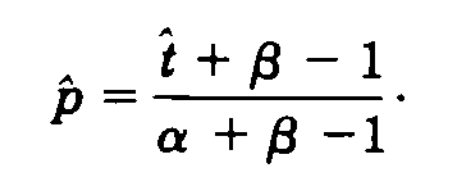 p̂ = (t̂ + β − 1) / (α + β − 1).